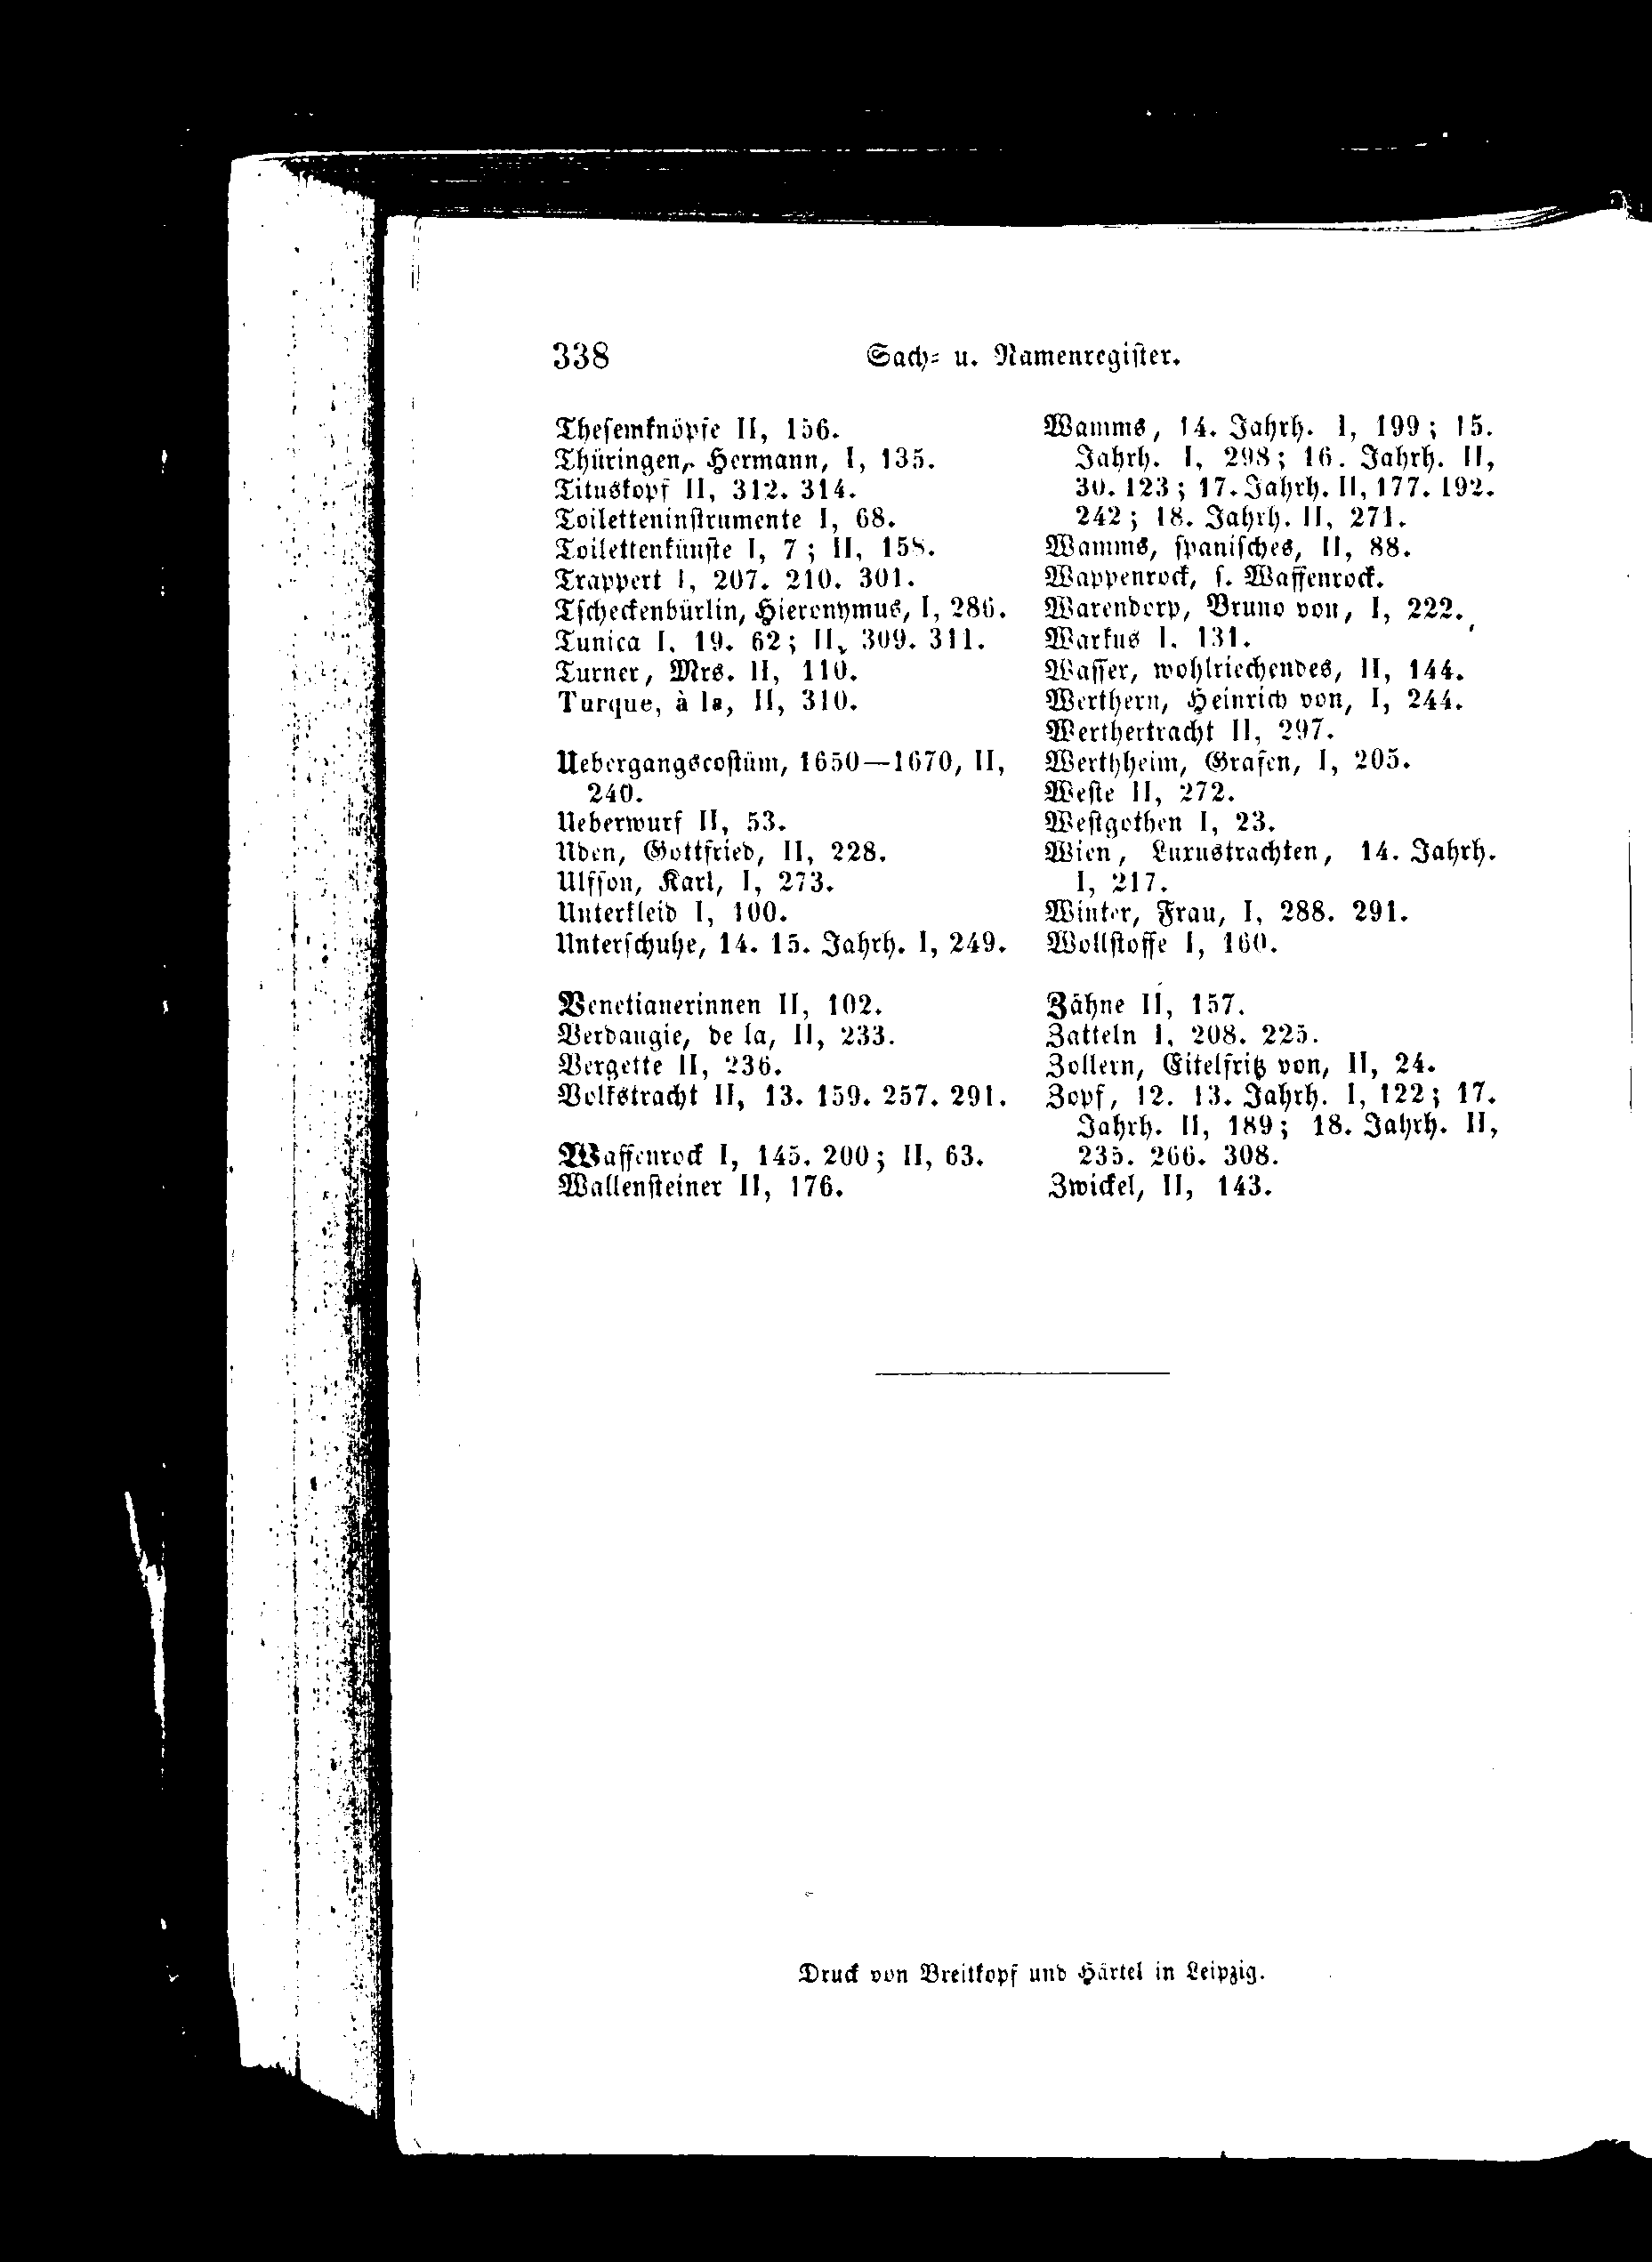 338 Sach- u. Namenregiſter.
Theſemknöpfe II, 156.
Thüringen, Hermann, I, 135.
Tituskopf II, 312. 314.
Toiletteninſtrumente I, 68.
Toilettenkünſte I, 7; II, 158.
Trappert I, 207. 210. 301.
Tſcheckenbürlin, Hieronymus, I, 286.
Tunica I, 19. 62; II, 309. 311.
Turner, Mrs. II, 110.
Turque, à la, II, 310.
Uebergangscoſtüm, 1650—1670, II,
240.
Ueberwurf II, 53.
Uden, Gottfried, II, 228.
Ulfſon, Karl, I, 273.
Unterkleid I, 100.
Unterſchuhe, 14. 15. Jahrh. I, 249.
Venetianerinnen II, 102.
Verdaugie, de la, II, 233.
Vergette II, 236.
Volkstracht II, 13. 159. 257. 291.
Waffenrock I, 145. 200; II, 63.
Wallenſteiner II, 176.
Wamms, 14. Jahrh. I, 199; 15.
Jahrh. I, 298; 16. Jahrh. II,
30. 123; 17. Jahrh. II, 177. 192.
242; 18. Jahrh. II, 271.
Wamms, ſpaniſches, II, 88.
Wappenrock, ſ. Waffenrock.
Warendorp, Bruno von, I, 222.
Warkus I, 131.
Waſſer, wohlriechendes, II, 144.
Werthern, Heinrich von, I, 244.
Werthertracht II, 297.
Werthheim, Grafen, I, 205.
Weſte II, 272.
Weſtgothen I, 23.
Wien, Luxustrachten, 14. Jahrh.
I, 217.
Winter, Frau, I, 288. 291.
Wollſtoffe I, 160.
Zähne II, 157.
Zatteln I, 208. 225.
Zollern, Eitelfritz von, II, 24.
Zopf, 12. 13. Jahrh. I, 122; 17.
Jahrh. II, 189; 18. Jahrh. II,
235. 266. 308.
Zwickel, II, 143.
Druck von Breitkopf und Härtel in Leipzig.